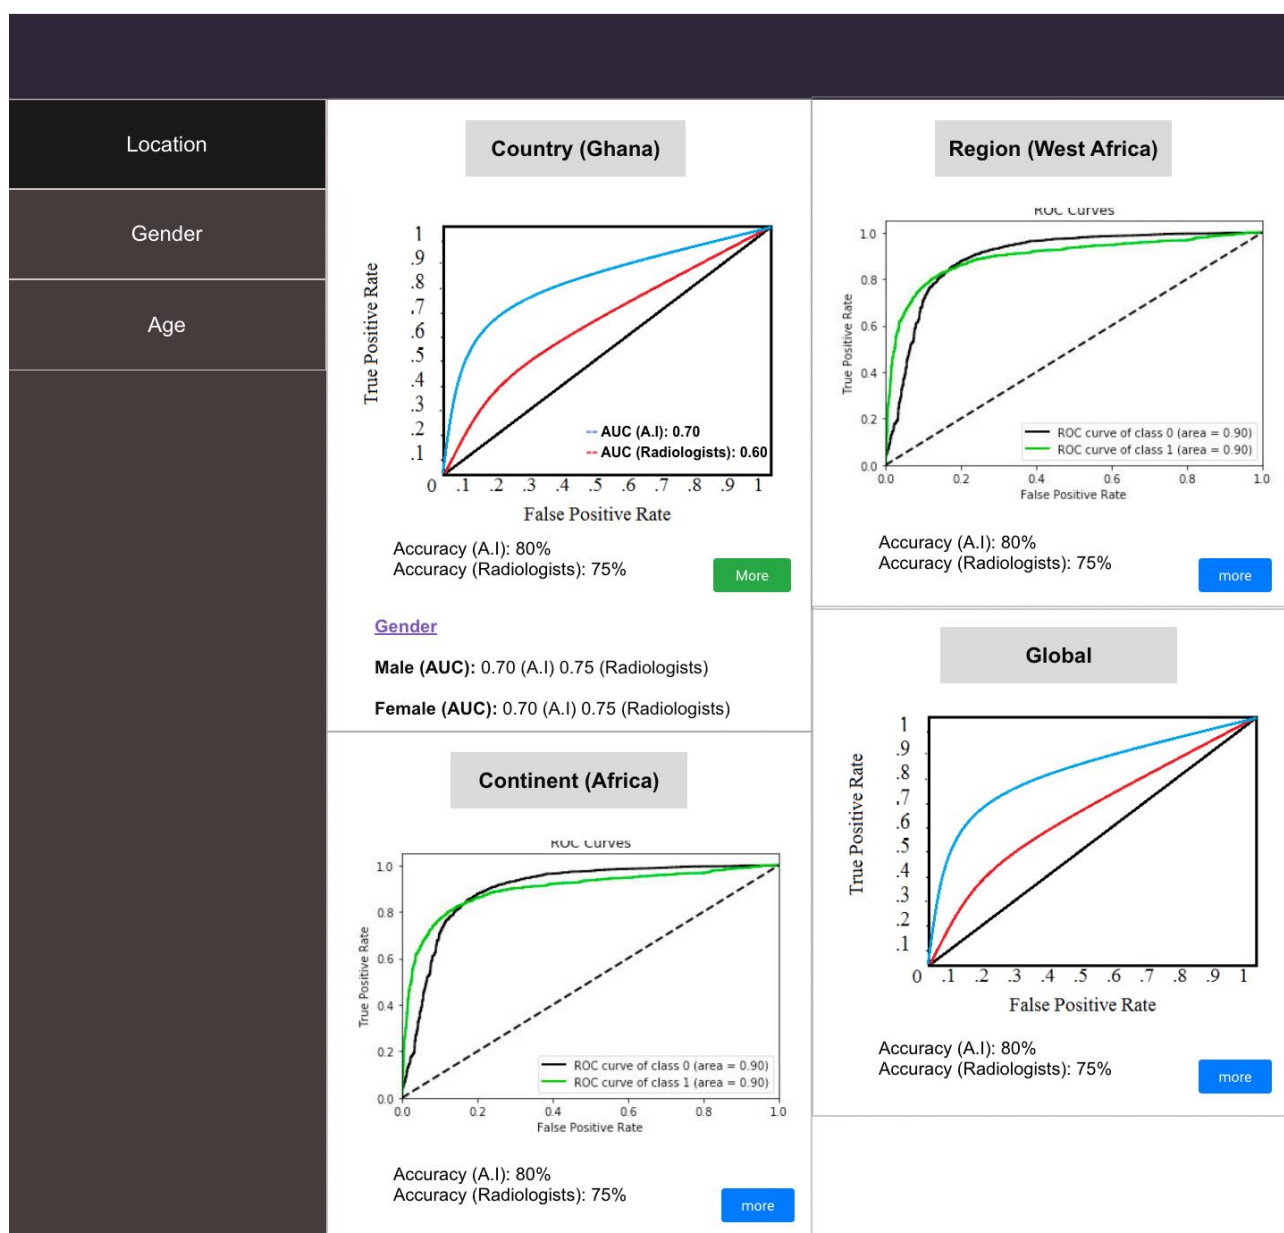 Location
Gender
Age
Country (Ghana)
True Positive Rate
1
.9
.8
.7
.6
.5
.4
.3
.2
.1
-- AUC (A.I): 0.70
-- AUC (Radiologists): 0.60
0 .1 .2 .3 .4 .5 .6 .7 .8 .9 1
False Positive Rate
Accuracy (A.I): 80%
Accuracy (Radiologists): 75%
More
Gender
Male (AUC): 0.70 (A.I) 0.75 (Radiologists)
Female (AUC): 0.70 (A.I) 0.75 (Radiologists)
Region (West Africa)
ROC Curves
True Positive Rate
1.0
0.8
0.6
0.4
0.2
0.0
ROC curve of class 0 (area = 0.90)
ROC curve of class 1 (area = 0.90)
0.0 0.2 0.4 0.6 0.8 1.0
False Positive Rate
Accuracy (A.I): 80%
Accuracy (Radiologists): 75%
more
Continent (Africa)
ROC Curves
True Positive Rate
1.0
0.8
0.6
0.4
0.2
0.0
ROC curve of class 0 (area = 0.90)
ROC curve of class 1 (area = 0.90)
0.0 0.2 0.4 0.6 0.8 1.0
False Positive Rate
Accuracy (A.I): 80%
Accuracy (Radiologists): 75%
more
Global
True Positive Rate
1
.9
.8
.7
.6
.5
.4
.3
.2
.1
0 .1 .2 .3 .4 .5 .6 .7 .8 .9 1
False Positive Rate
Accuracy (A.I): 80%
Accuracy (Radiologists): 75%
more